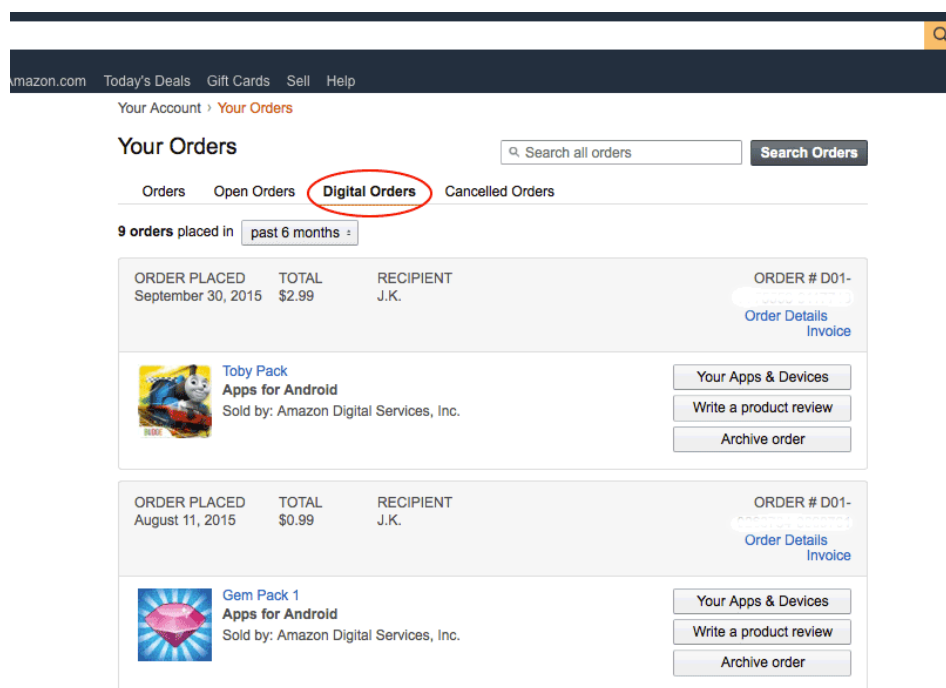 Amazon.com Today's Deals Gift Cards Sell Help
Your Account › Your Orders
Your Orders
Search all orders
Search Orders
Orders Open Orders Digital Orders Cancelled Orders
9 orders placed in past 6 months
ORDER PLACED TOTAL RECIPIENT ORDER # D01-
September 30, 2015 $2.99 J.K.
Order Details
Invoice
Toby Pack
Apps for Android
Sold by: Amazon Digital Services, Inc.
Your Apps & Devices
Write a product review
Archive order
ORDER PLACED TOTAL RECIPIENT ORDER # D01-
August 11, 2015 $0.99 J.K.
Order Details
Invoice
Gem Pack 1
Apps for Android
Sold by: Amazon Digital Services, Inc.
Your Apps & Devices
Write a product review
Archive order